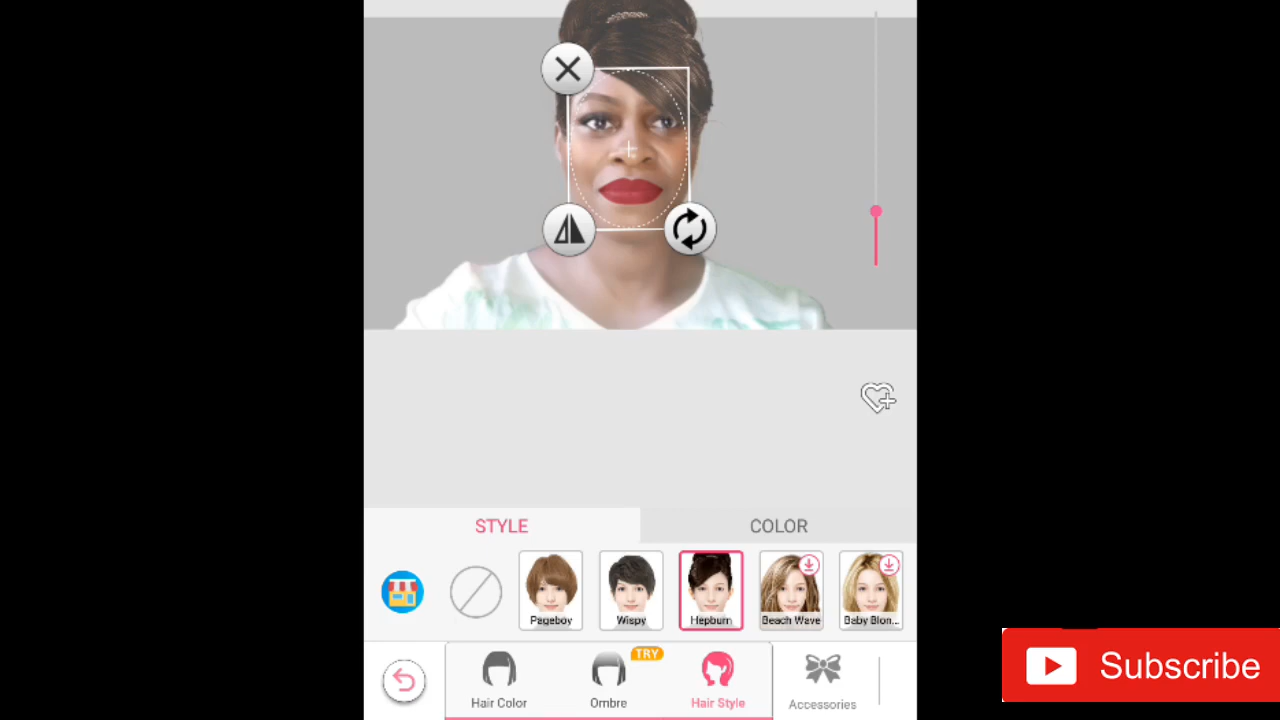 STYLE
COLOR
Pageboy
Wispy
Hepburn
Beach Wave
Baby Blon...
TRY
Hair Color
Ombre
Hair Style
Accessories
Subscribe